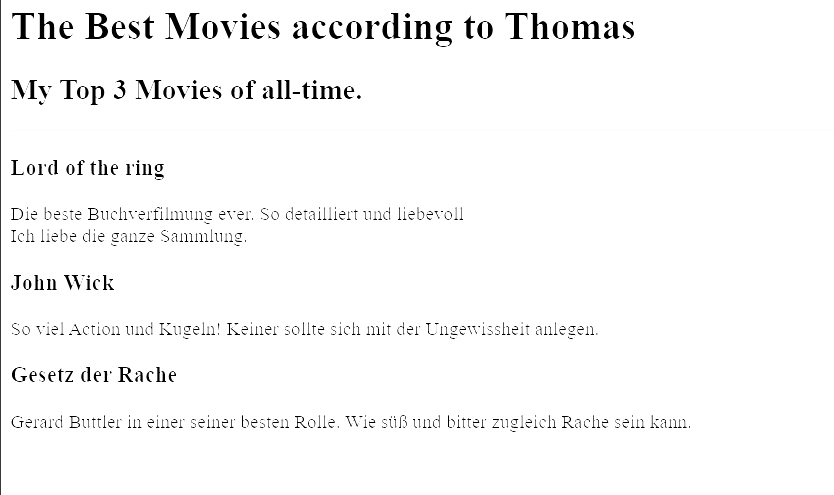 The Best Movies according to Thomas
My Top 3 Movies of all-time.
Lord of the ring
Die beste Buchverfilmung ever. So detailliert und liebevoll
Ich liebe die ganze Sammlung.
John Wick
So viel Action und Kugeln! Keiner sollte sich mit der Ungewissheit anlegen.
Gesetz der Rache
Gerard Buttler in einer seiner besten Rolle. Wie süß und bitter zugleich Rache sein kann.